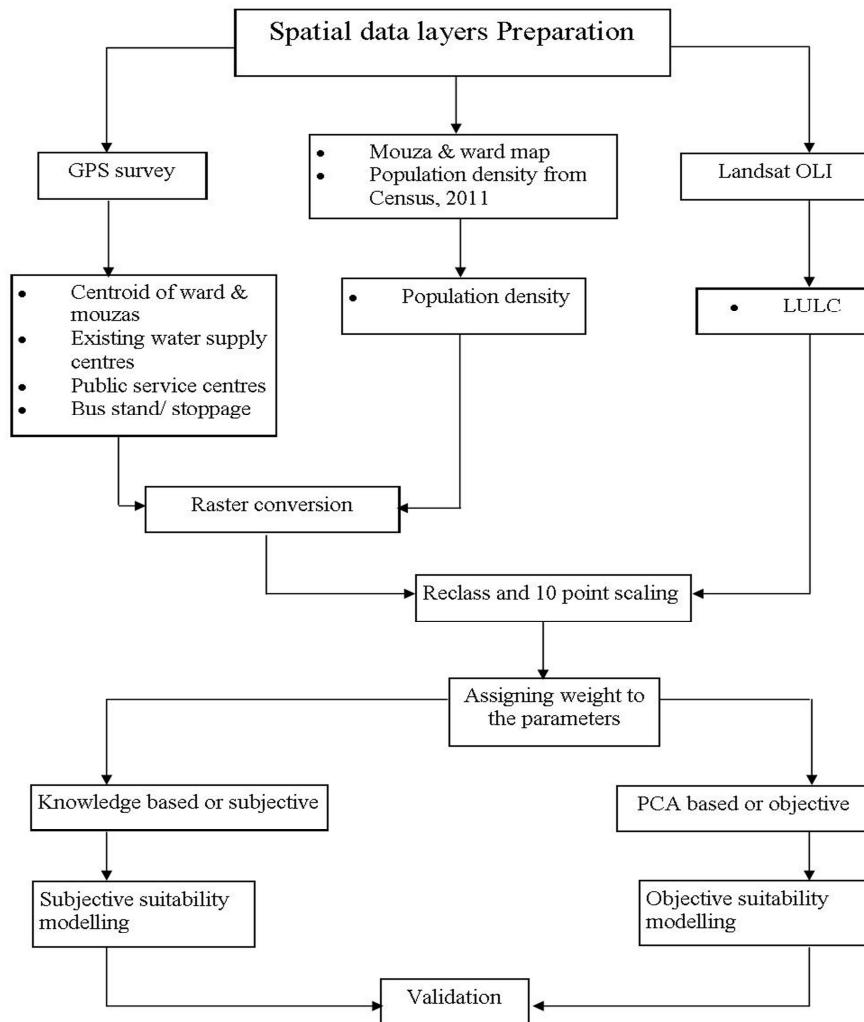 Spatial data layers Preparation
GPS survey
• Mouza & ward map
• Population density from
Census, 2011
Landsat OLI
• Centroid of ward &
mouzas
• Existing water supply
centres
• Public service centres
• Bus stand/ stoppage
• Population density
• LULC
Raster conversion
Reclass and 10 point scaling
Assigning weight to
the parameters
Knowledge based or subjective
PCA based or objective
Subjective suitability
modelling
Objective suitability
modelling
Validation